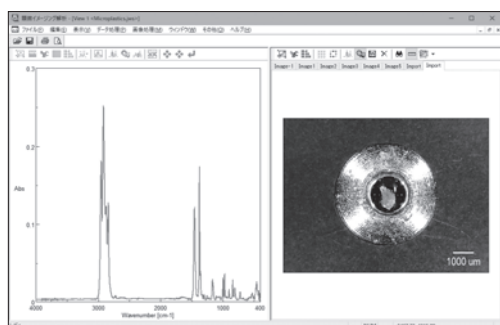 顕微イメージング解析 - [View 1 <Microplastics.jws>]
ファイル(F) 編集(E) 表示(V) データ処理(P) 画像処理(M) ウィンドウ(W) その他(O) ヘルプ(H)
Image-1 Image1 Image2 Image3 Image4 Image5 Import Import
0.3
0.2
Abs
0.1
0
4000 3000 2000 1000 400
Wavenumber [cm-1]
1000 um